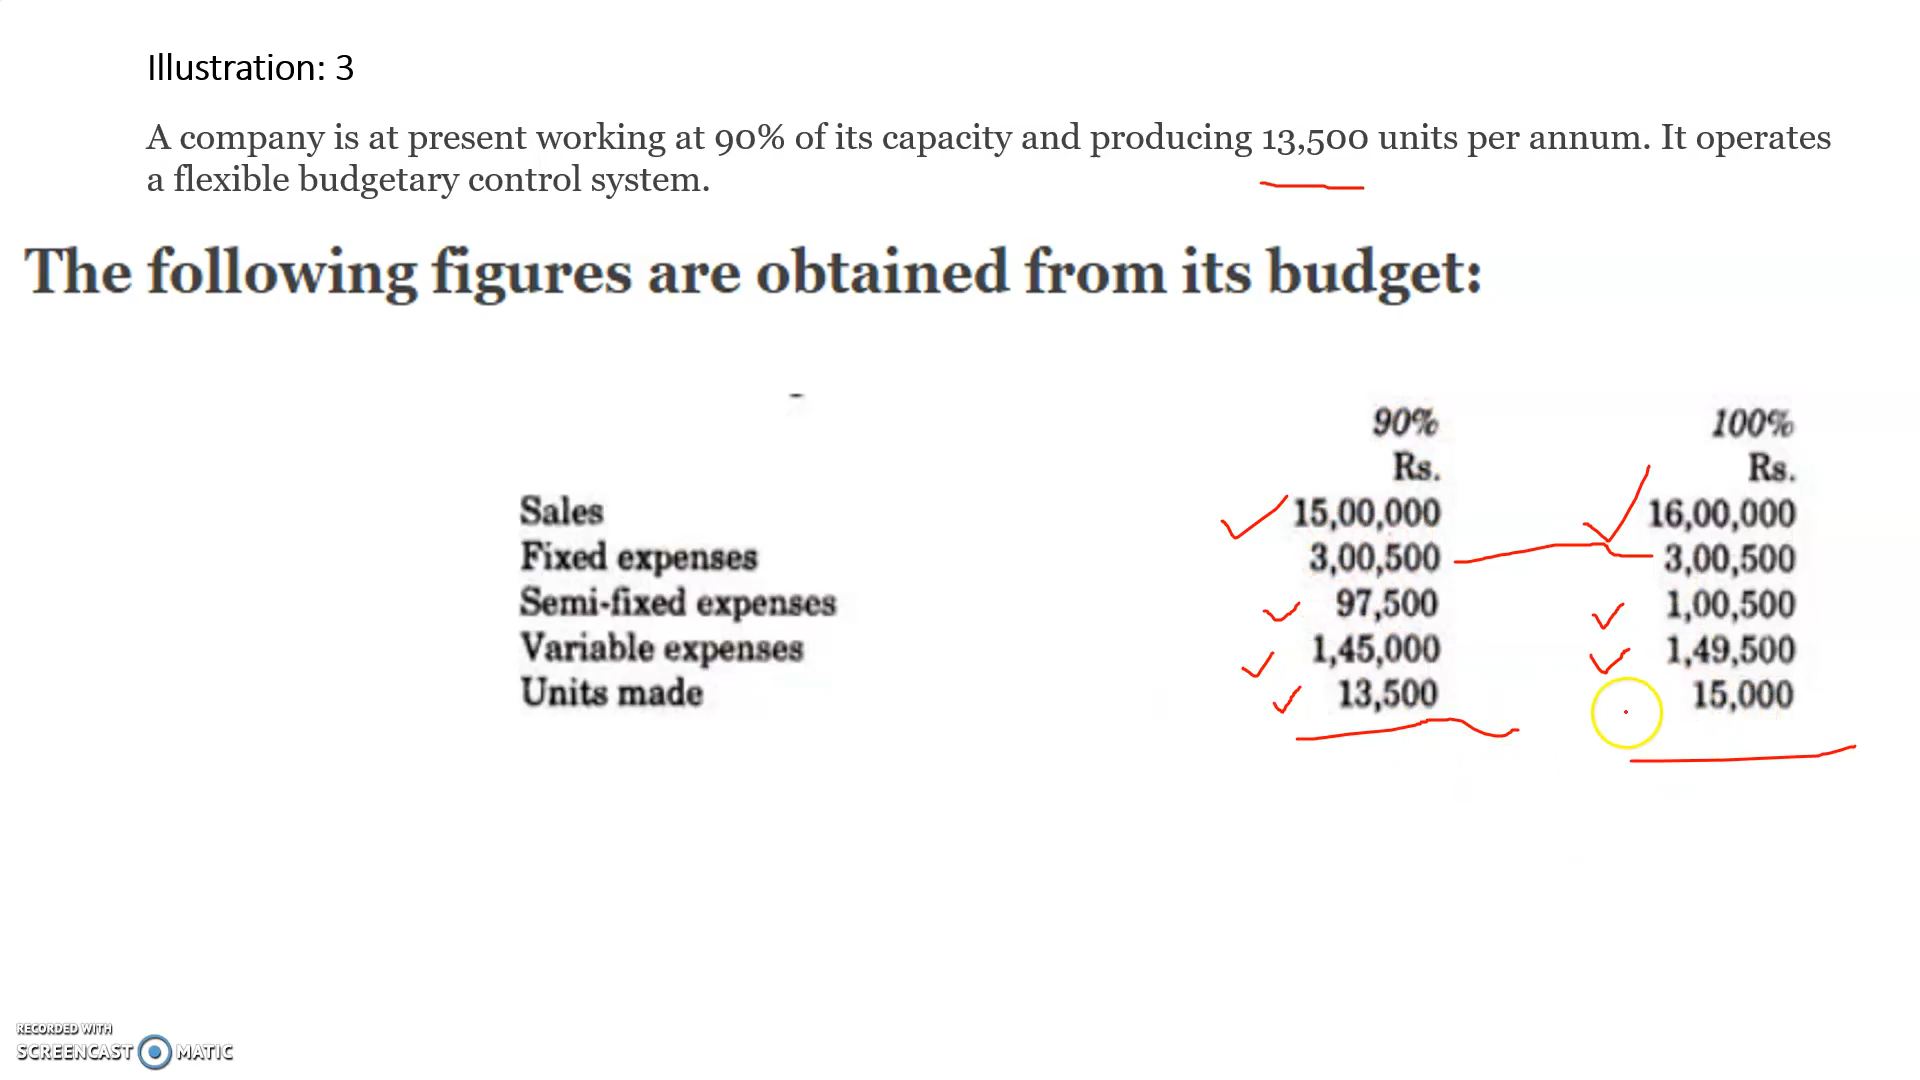 Illustration: 3
A company is at present working at 90% of its capacity and producing 13,500 units per annum. It operates
a flexible budgetary control system.
The following figures are obtained from its budget:
90% 100%
Rs. Rs.
Sales 15,00,000 16,00,000
Fixed expenses 3,00,500 3,00,500
Semi-fixed expenses 97,500 1,00,500
Variable expenses 1,45,000 1,49,500
Units made 13,500 15,000
RECORDED WITH
SCREENCAST MATIC